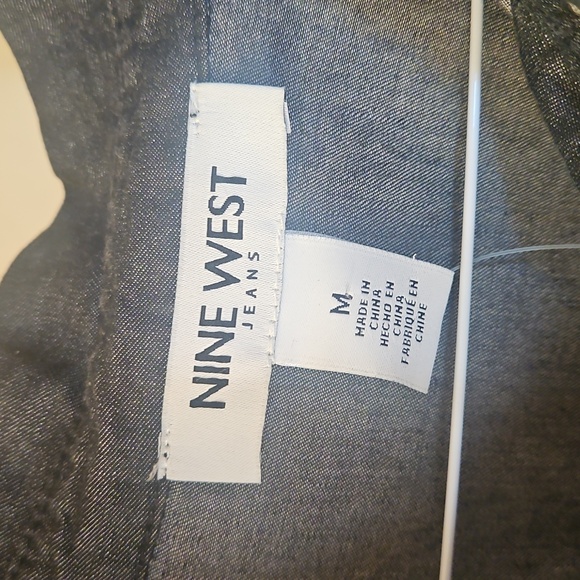 NINE WEST
JEANS
M
MADE IN
CHINA
HECHO EN
CHINA
FABRIQUÉ EN
CHINE